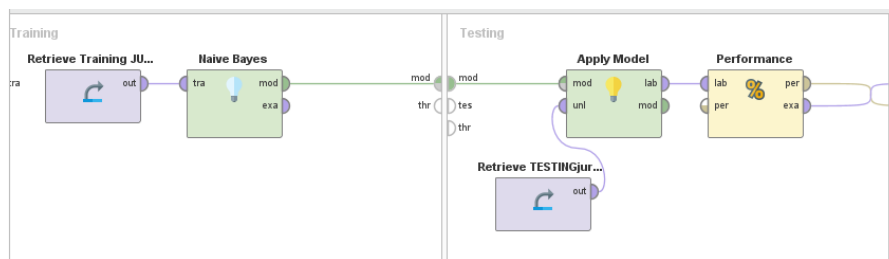 Training
Testing
Retrieve Training JU...
Naive Bayes
Apply Model
Performance
tra
out
tra
mod
exa
mod
thr
mod
tes
thr
mod
lab
unl
mod
lab
per
%
per
exa
Retrieve TESTINGjur...
out